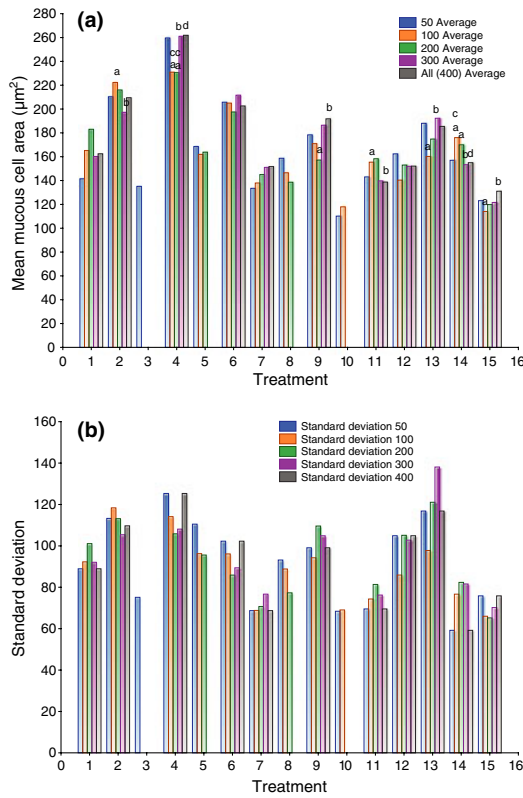 (a)
50 Average
100 Average
200 Average
300 Average
All (400) Average
280
260
240
220
200
180
160
140
120
100
80
60
40
20
0
Mean mucous cell area (µm²)
a
b
cc
a a
b d
a
b
a
b
a
b
c
a
a
b d
a
b
0 1 2 3 4 5 6 7 8 9 10 11 12 13 14 15 16
Treatment
(b)
Standard deviation 50
Standard deviation 100
Standard deviation 200
Standard deviation 300
Standard deviation 400
160
140
120
100
80
60
40
20
0
Standard deviation
0 1 2 3 4 5 6 7 8 9 10 11 12 13 14 15 16
Treatment